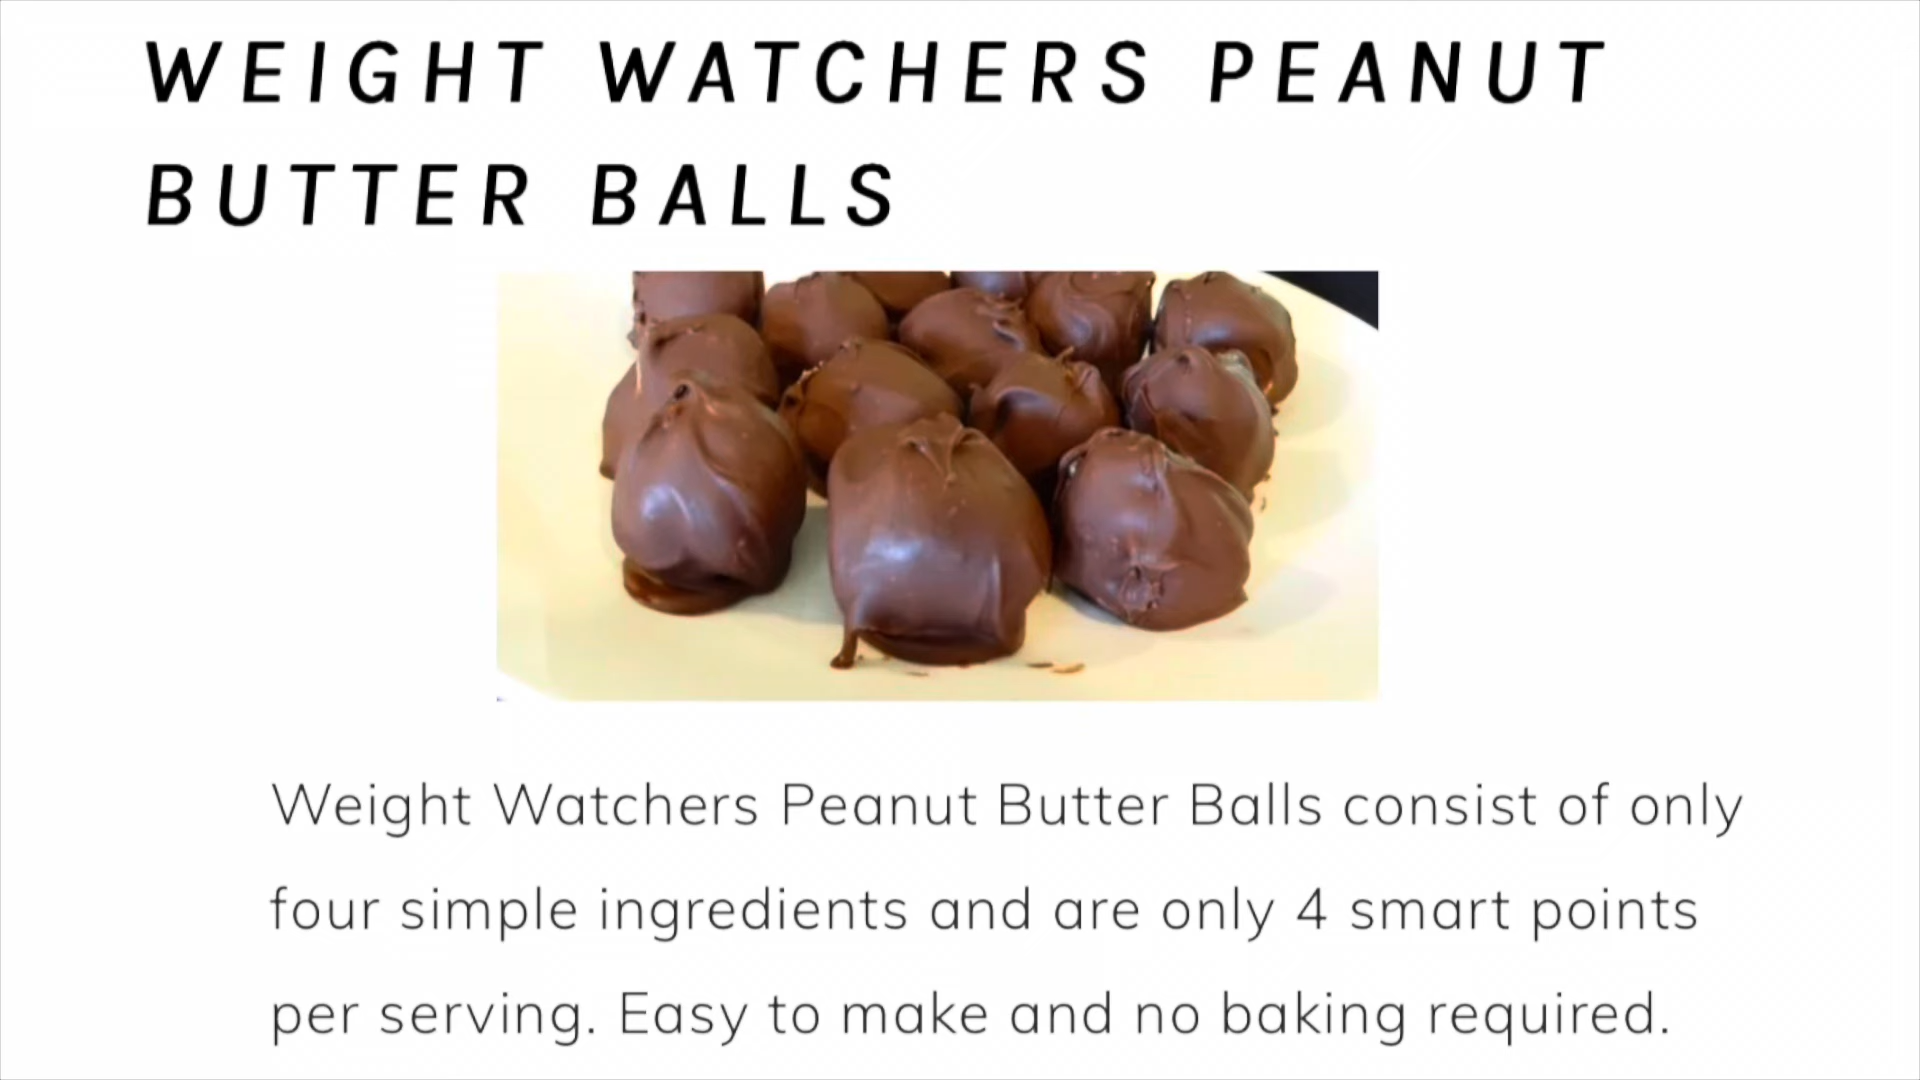 WEIGHT WATCHERS PEANUT
BUTTER BALLS
Weight Watchers Peanut Butter Balls consist of only
four simple ingredients and are only 4 smart points
per serving. Easy to make and no baking required.